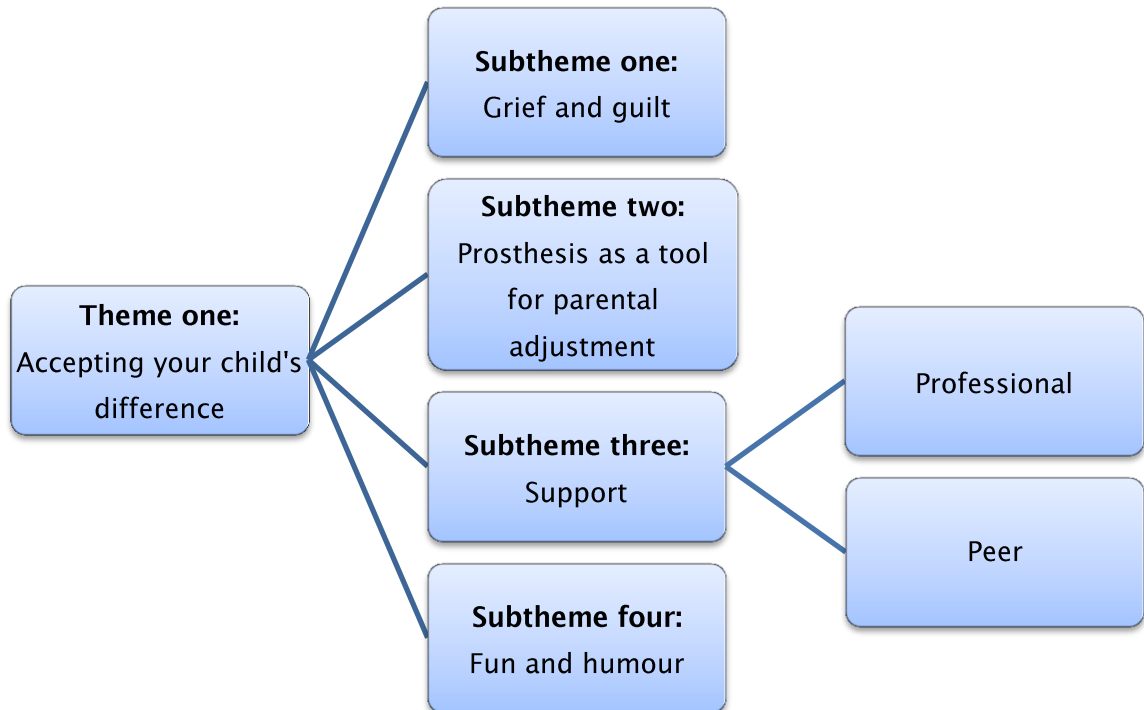 Subtheme one:
Grief and guilt
Subtheme two:
Prosthesis as a tool
for parental
adjustment
Theme one:
Accepting your child's
difference
Professional
Subtheme three:
Support
Peer
Subtheme four:
Fun and humour